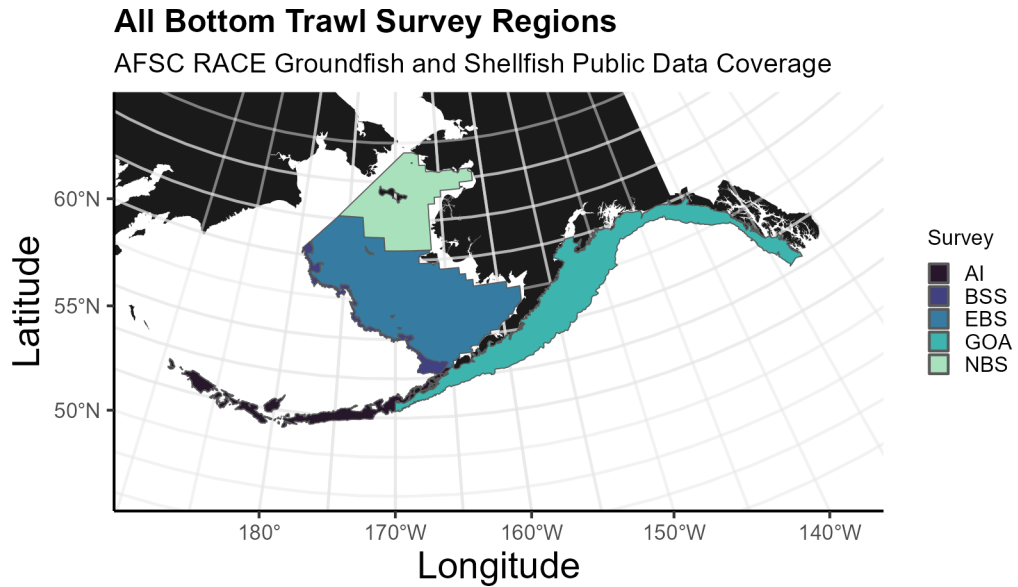 All Bottom Trawl Survey Regions
AFSC RACE Groundfish and Shellfish Public Data Coverage
Latitude
60°N
55°N
50°N
180°
170°W
160°W
150°W
140°W
Longitude
Survey
AI
BSS
EBS
GOA
NBS